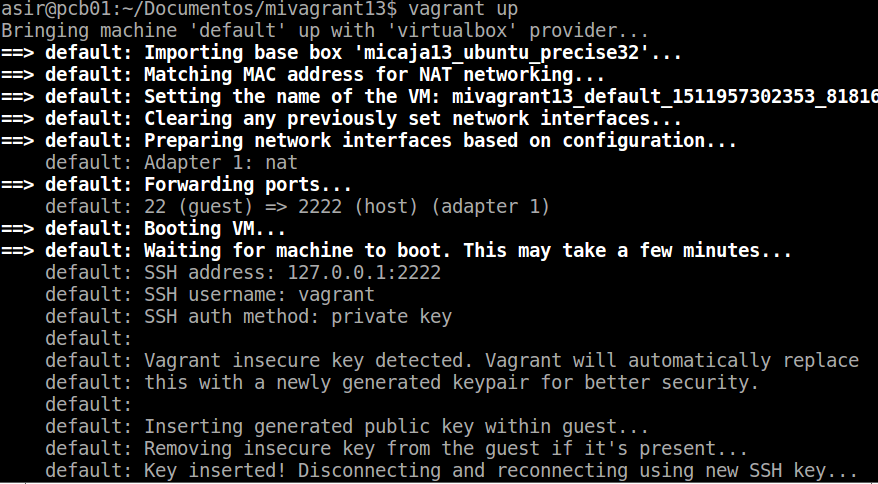 asir@pcb01:~/Documentos/mivagrant13$ vagrant up
Bringing machine 'default' up with 'virtualbox' provider...
==> default: Importing base box 'micaja13_ubuntu_precise32'...
==> default: Matching MAC address for NAT networking...
==> default: Setting the name of the VM: mivagrant13_default_1511957302353_81816
==> default: Clearing any previously set network interfaces...
==> default: Preparing network interfaces based on configuration...
    default: Adapter 1: nat
==> default: Forwarding ports...
    default: 22 (guest) => 2222 (host) (adapter 1)
==> default: Booting VM...
==> default: Waiting for machine to boot. This may take a few minutes...
    default: SSH address: 127.0.0.1:2222
    default: SSH username: vagrant
    default: SSH auth method: private key
    default:
    default: Vagrant insecure key detected. Vagrant will automatically replace
    default: this with a newly generated keypair for better security.
    default:
    default: Inserting generated public key within guest...
    default: Removing insecure key from the guest if it's present...
    default: Key inserted! Disconnecting and reconnecting using new SSH key...